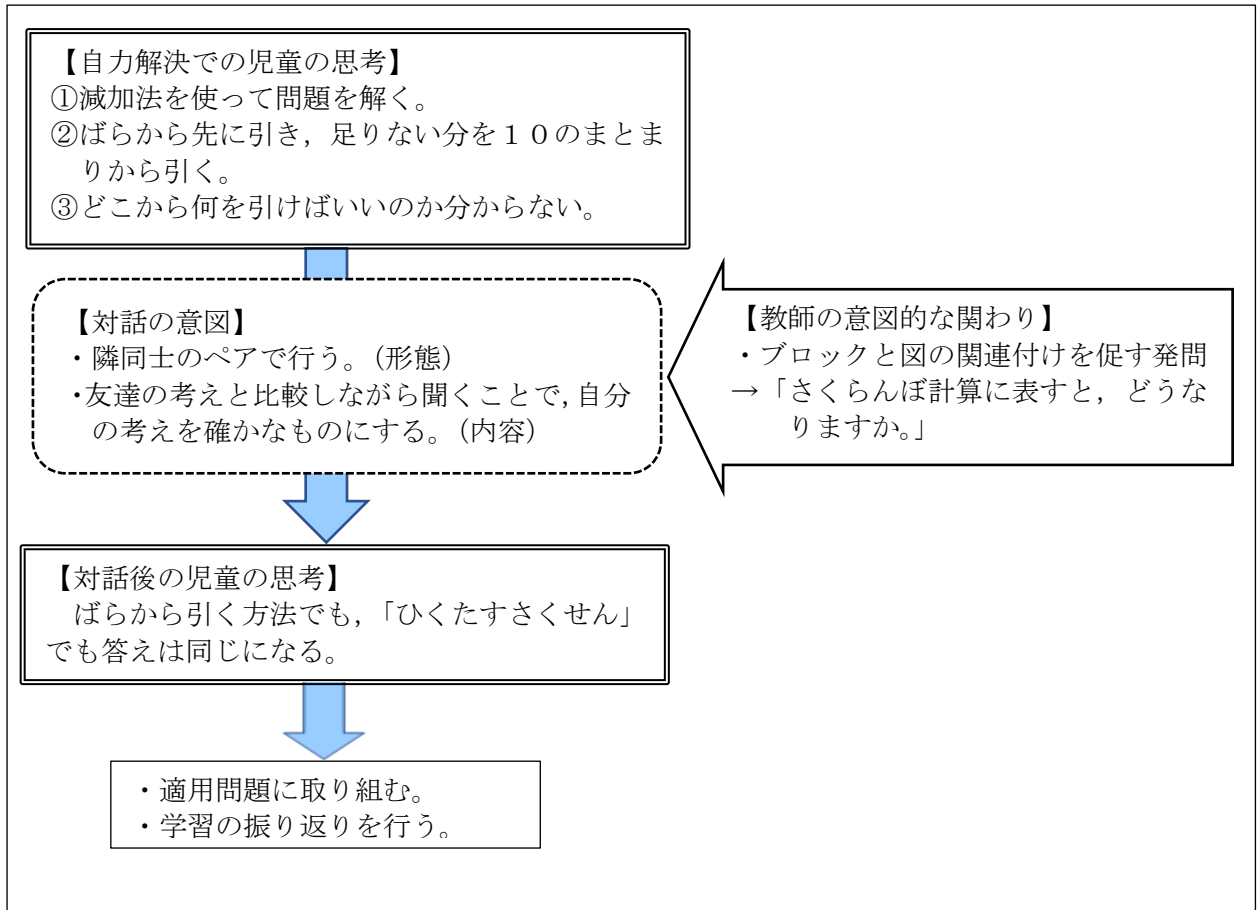 【自力解決での児童の思考】
①減加法を使って問題を解く。
②ばらから先に引き，足りない分を１０のまとま
りから引く。
③どこから何を引けばいいのか分からない。
【対話の意図】
・隣同士のペアで行う。（形態）
・友達の考えと比較しながら聞くことで，自分
の考えを確かなものにする。（内容）
【教師の意図的な関わり】
・ブロックと図の関連付けを促す発問
→「さくらんぼ計算に表すと，どうな
りますか。」
【対話後の児童の思考】
ばらから引く方法でも，「ひくたすさくせん」
でも答えは同じになる。
・適用問題に取り組む。
・学習の振り返りを行う。